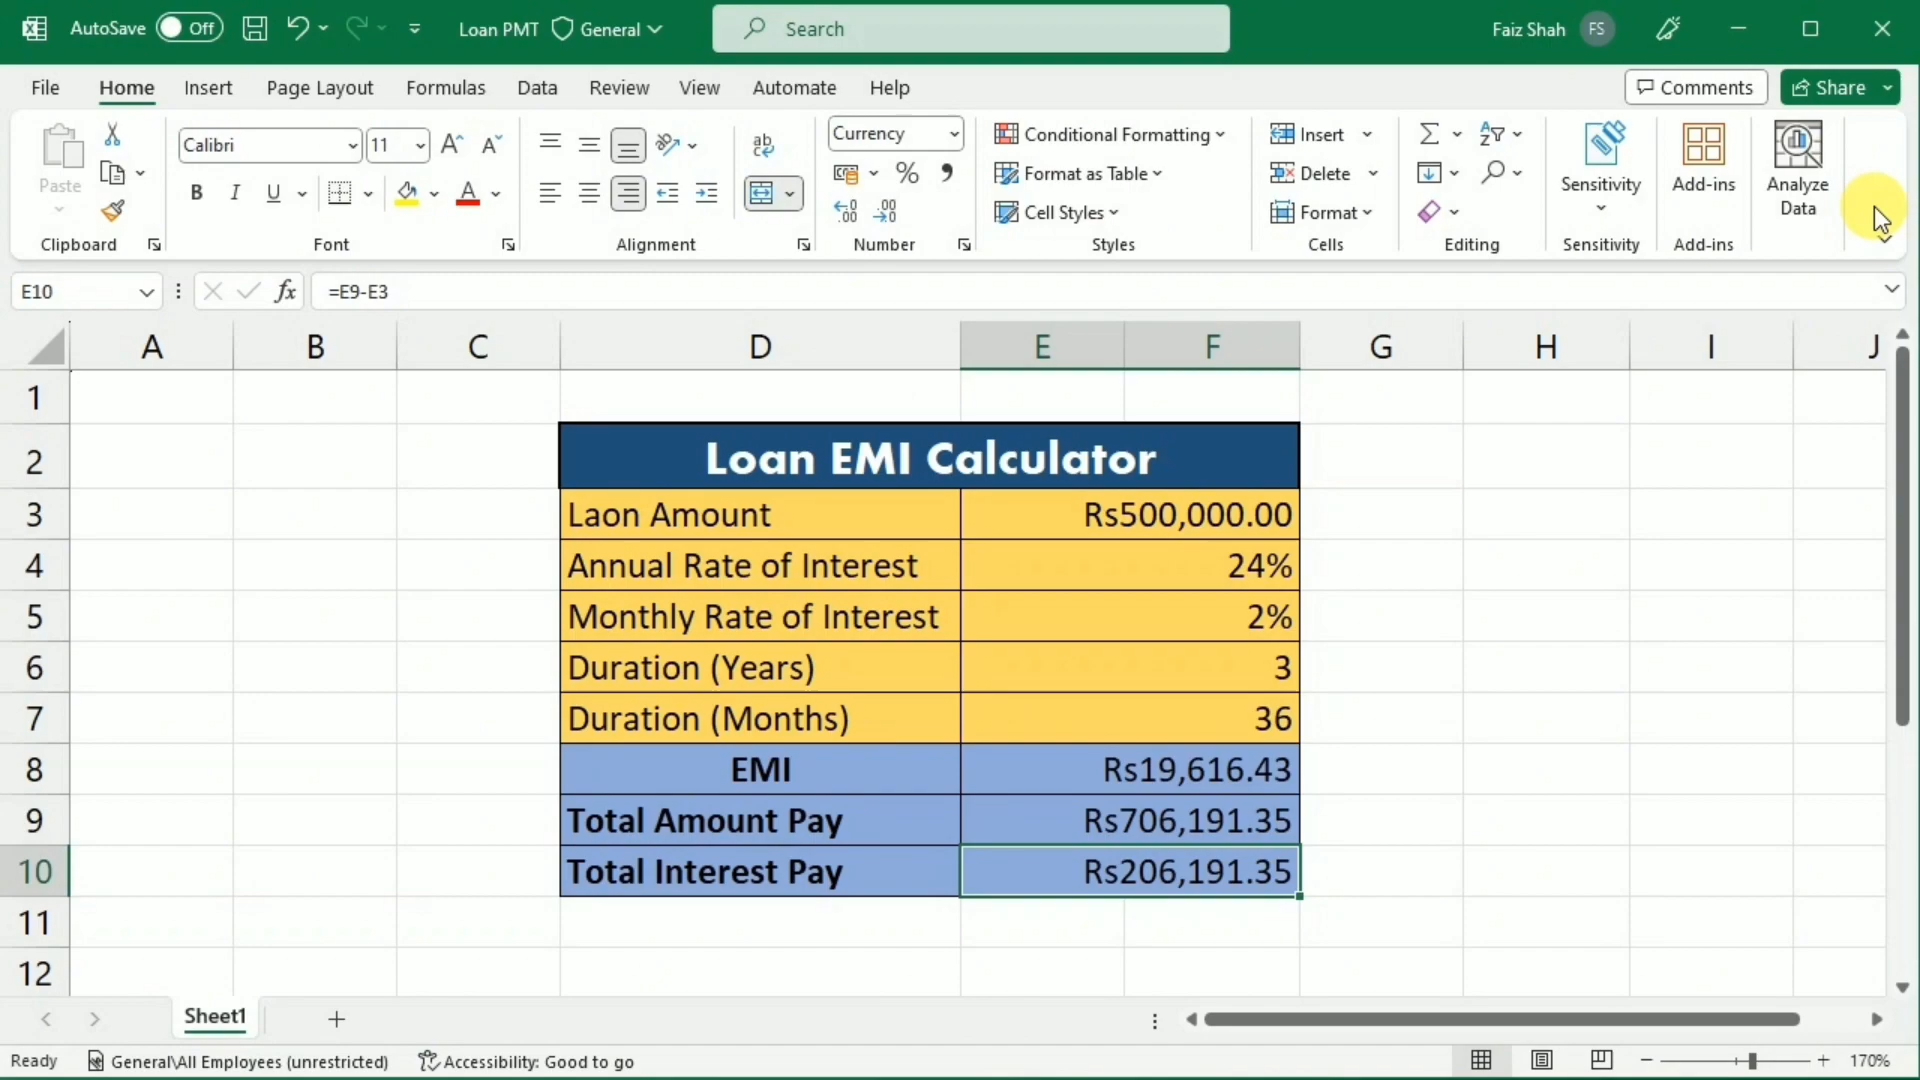 AutoSave Off Loan PMT General Search Faiz Shah FS
File Home Insert Page Layout Formulas Data Review View Automate Help Comments Share
Paste
Clipboard
Calibri 11
B I U A
Font
ab
Alignment
Currency
%
Number
Conditional Formatting
Format as Table
Cell Styles
Styles
Insert
Delete
Format
Cells
Editing
Sensitivity
Sensitivity
Add-ins
Add-ins
Analyze
Data
E10 fx =E9-E3
A B C D E F G H I J
1
2 Loan EMI Calculator
3 Laon Amount Rs500,000.00
4 Annual Rate of Interest 24%
5 Monthly Rate of Interest 2%
6 Duration (Years) 3
7 Duration (Months) 36
8 EMI Rs19,616.43
9 Total Amount Pay Rs706,191.35
10 Total Interest Pay Rs206,191.35
11
12
Sheet1
Ready General\All Employees (unrestricted) Accessibility: Good to go 170%